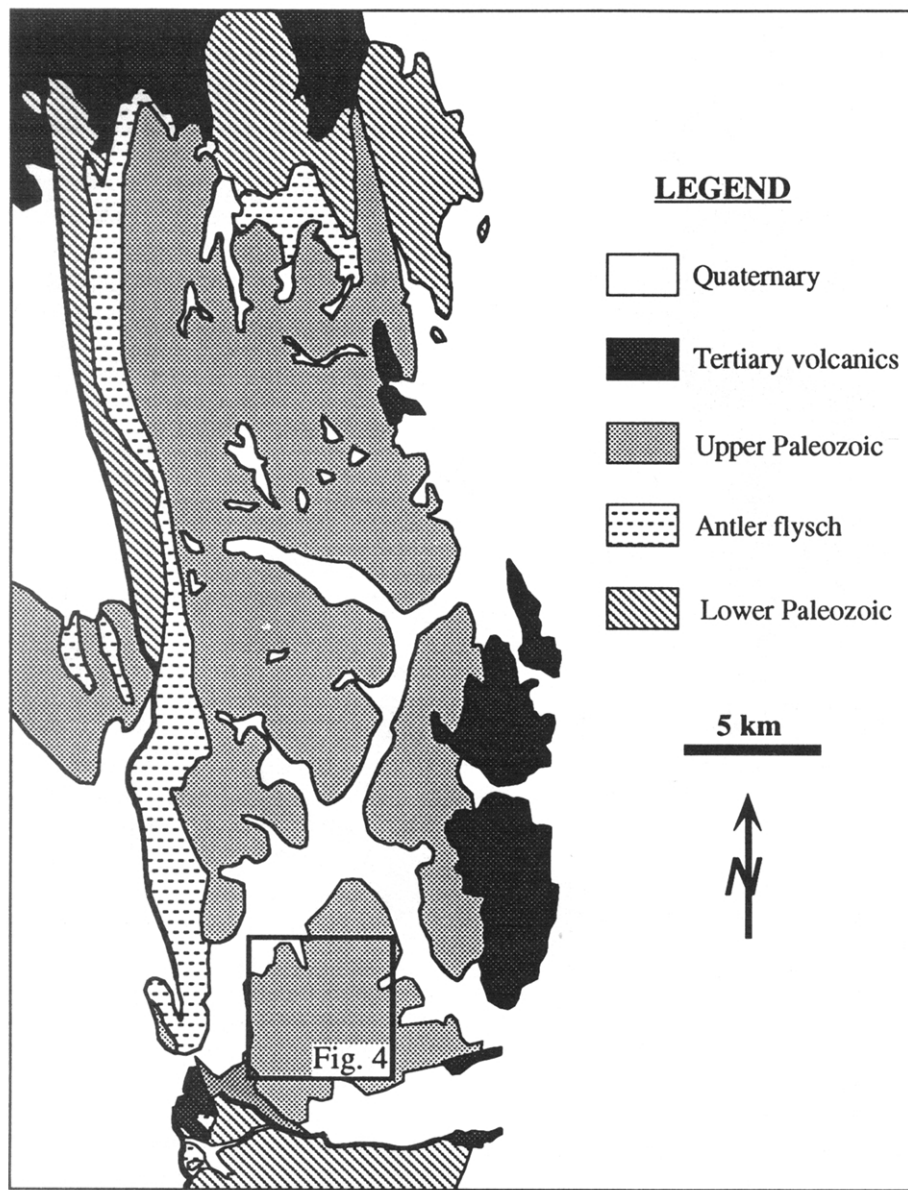 LEGEND
Quaternary
Tertiary volcanics
Upper Paleozoic
Antler flysch
Lower Paleozoic
5 km
N
Fig. 4